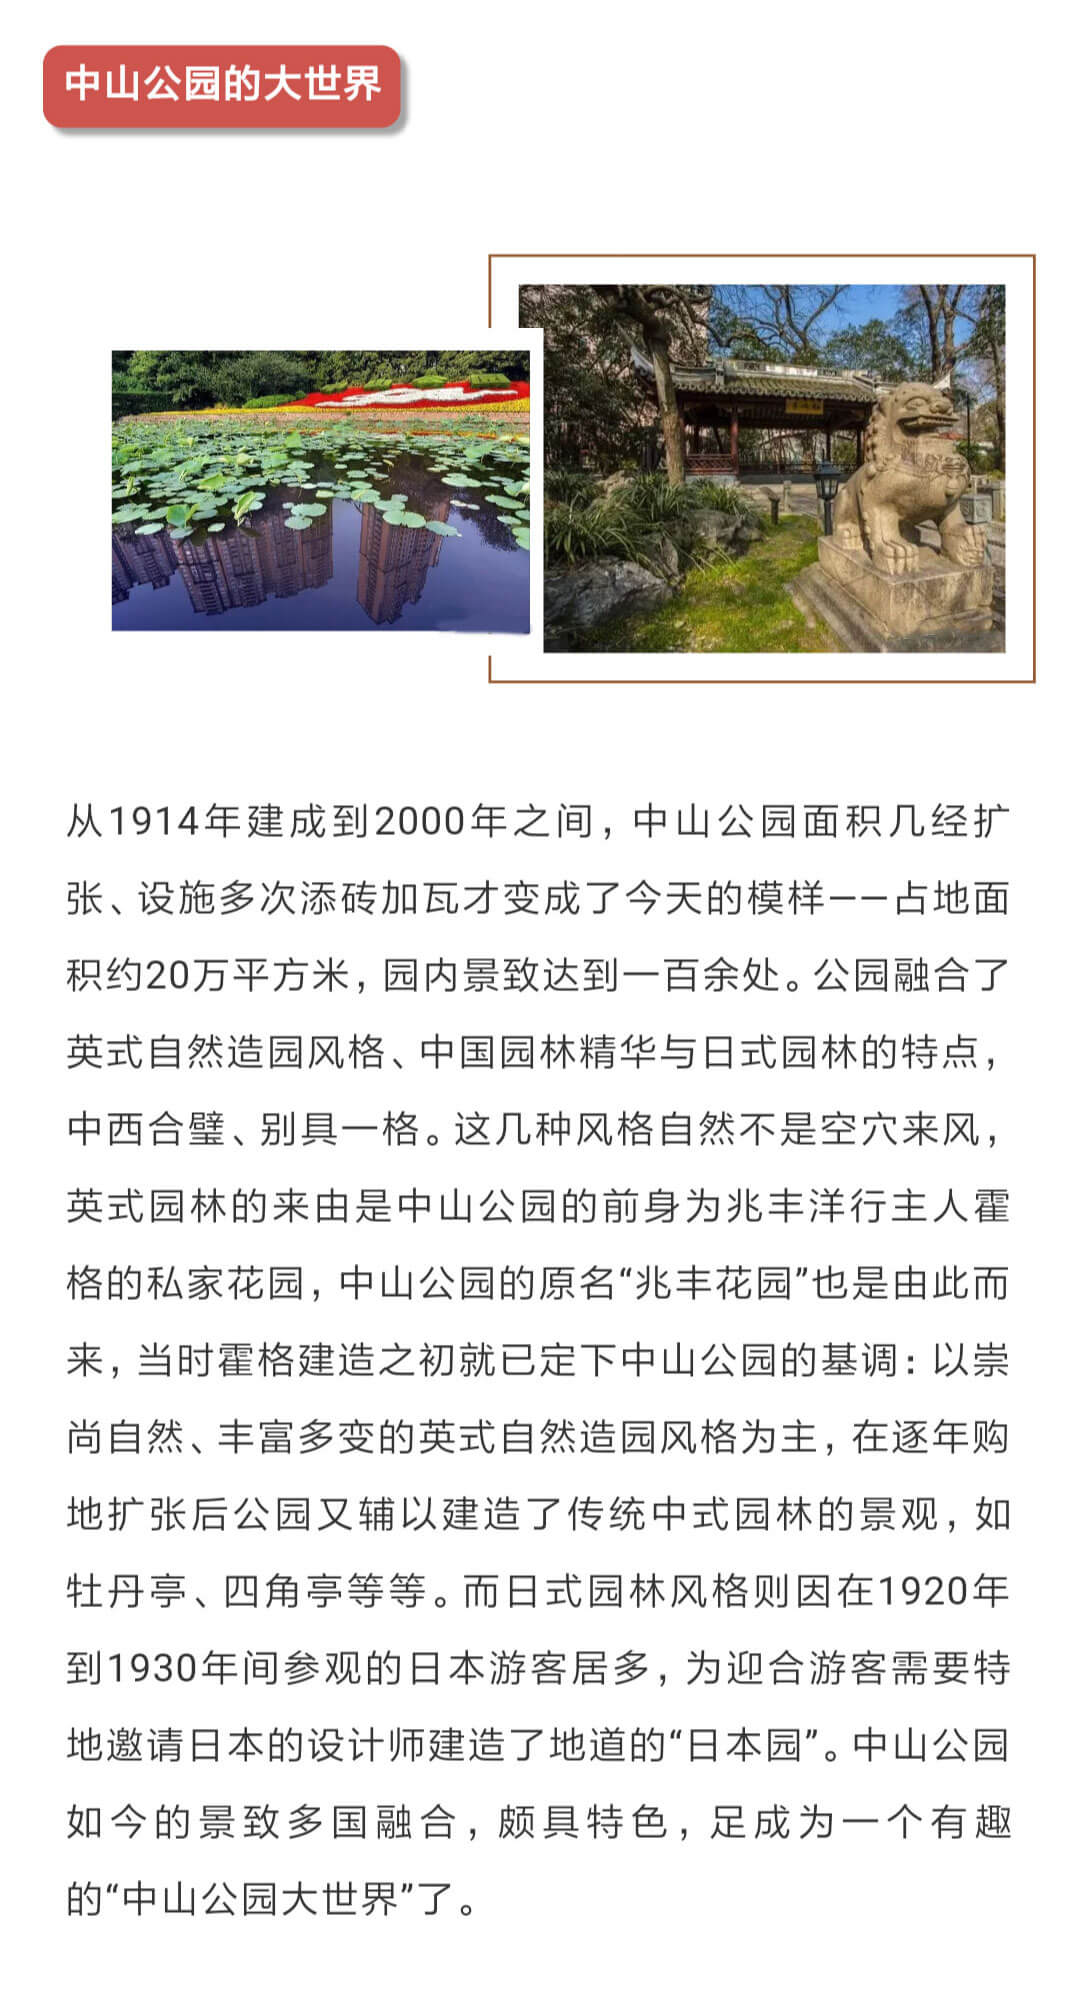 中山公园的大世界
从1914年建成到2000年之间，中山公园面积几经扩
张、设施多次添砖加瓦才变成了今天的模样——占地面
积约20万平方米，园内景致达到一百余处。公园融合了
英式自然造园风格、中国园林精华与日式园林的特点，
中西合璧、别具一格。这几种风格自然不是空穴来风，
英式园林的来由是中山公园的前身为兆丰洋行主人霍
格的私家花园，中山公园的原名“兆丰花园”也是由此而
来，当时霍格建造之初就已定下中山公园的基调：以崇
尚自然、丰富多变的英式自然造园风格为主，在逐年购
地扩张后公园又辅以建造了传统中式园林的景观，如
牡丹亭、四角亭等等。而日式园林风格则因在1920年
到1930年间参观的日本游客居多，为迎合游客需要特
地邀请日本的设计师建造了地道的“日本园”。中山公园
如今的景致多国融合，颇具特色，足成为一个有趣
的“中山公园大世界”了。